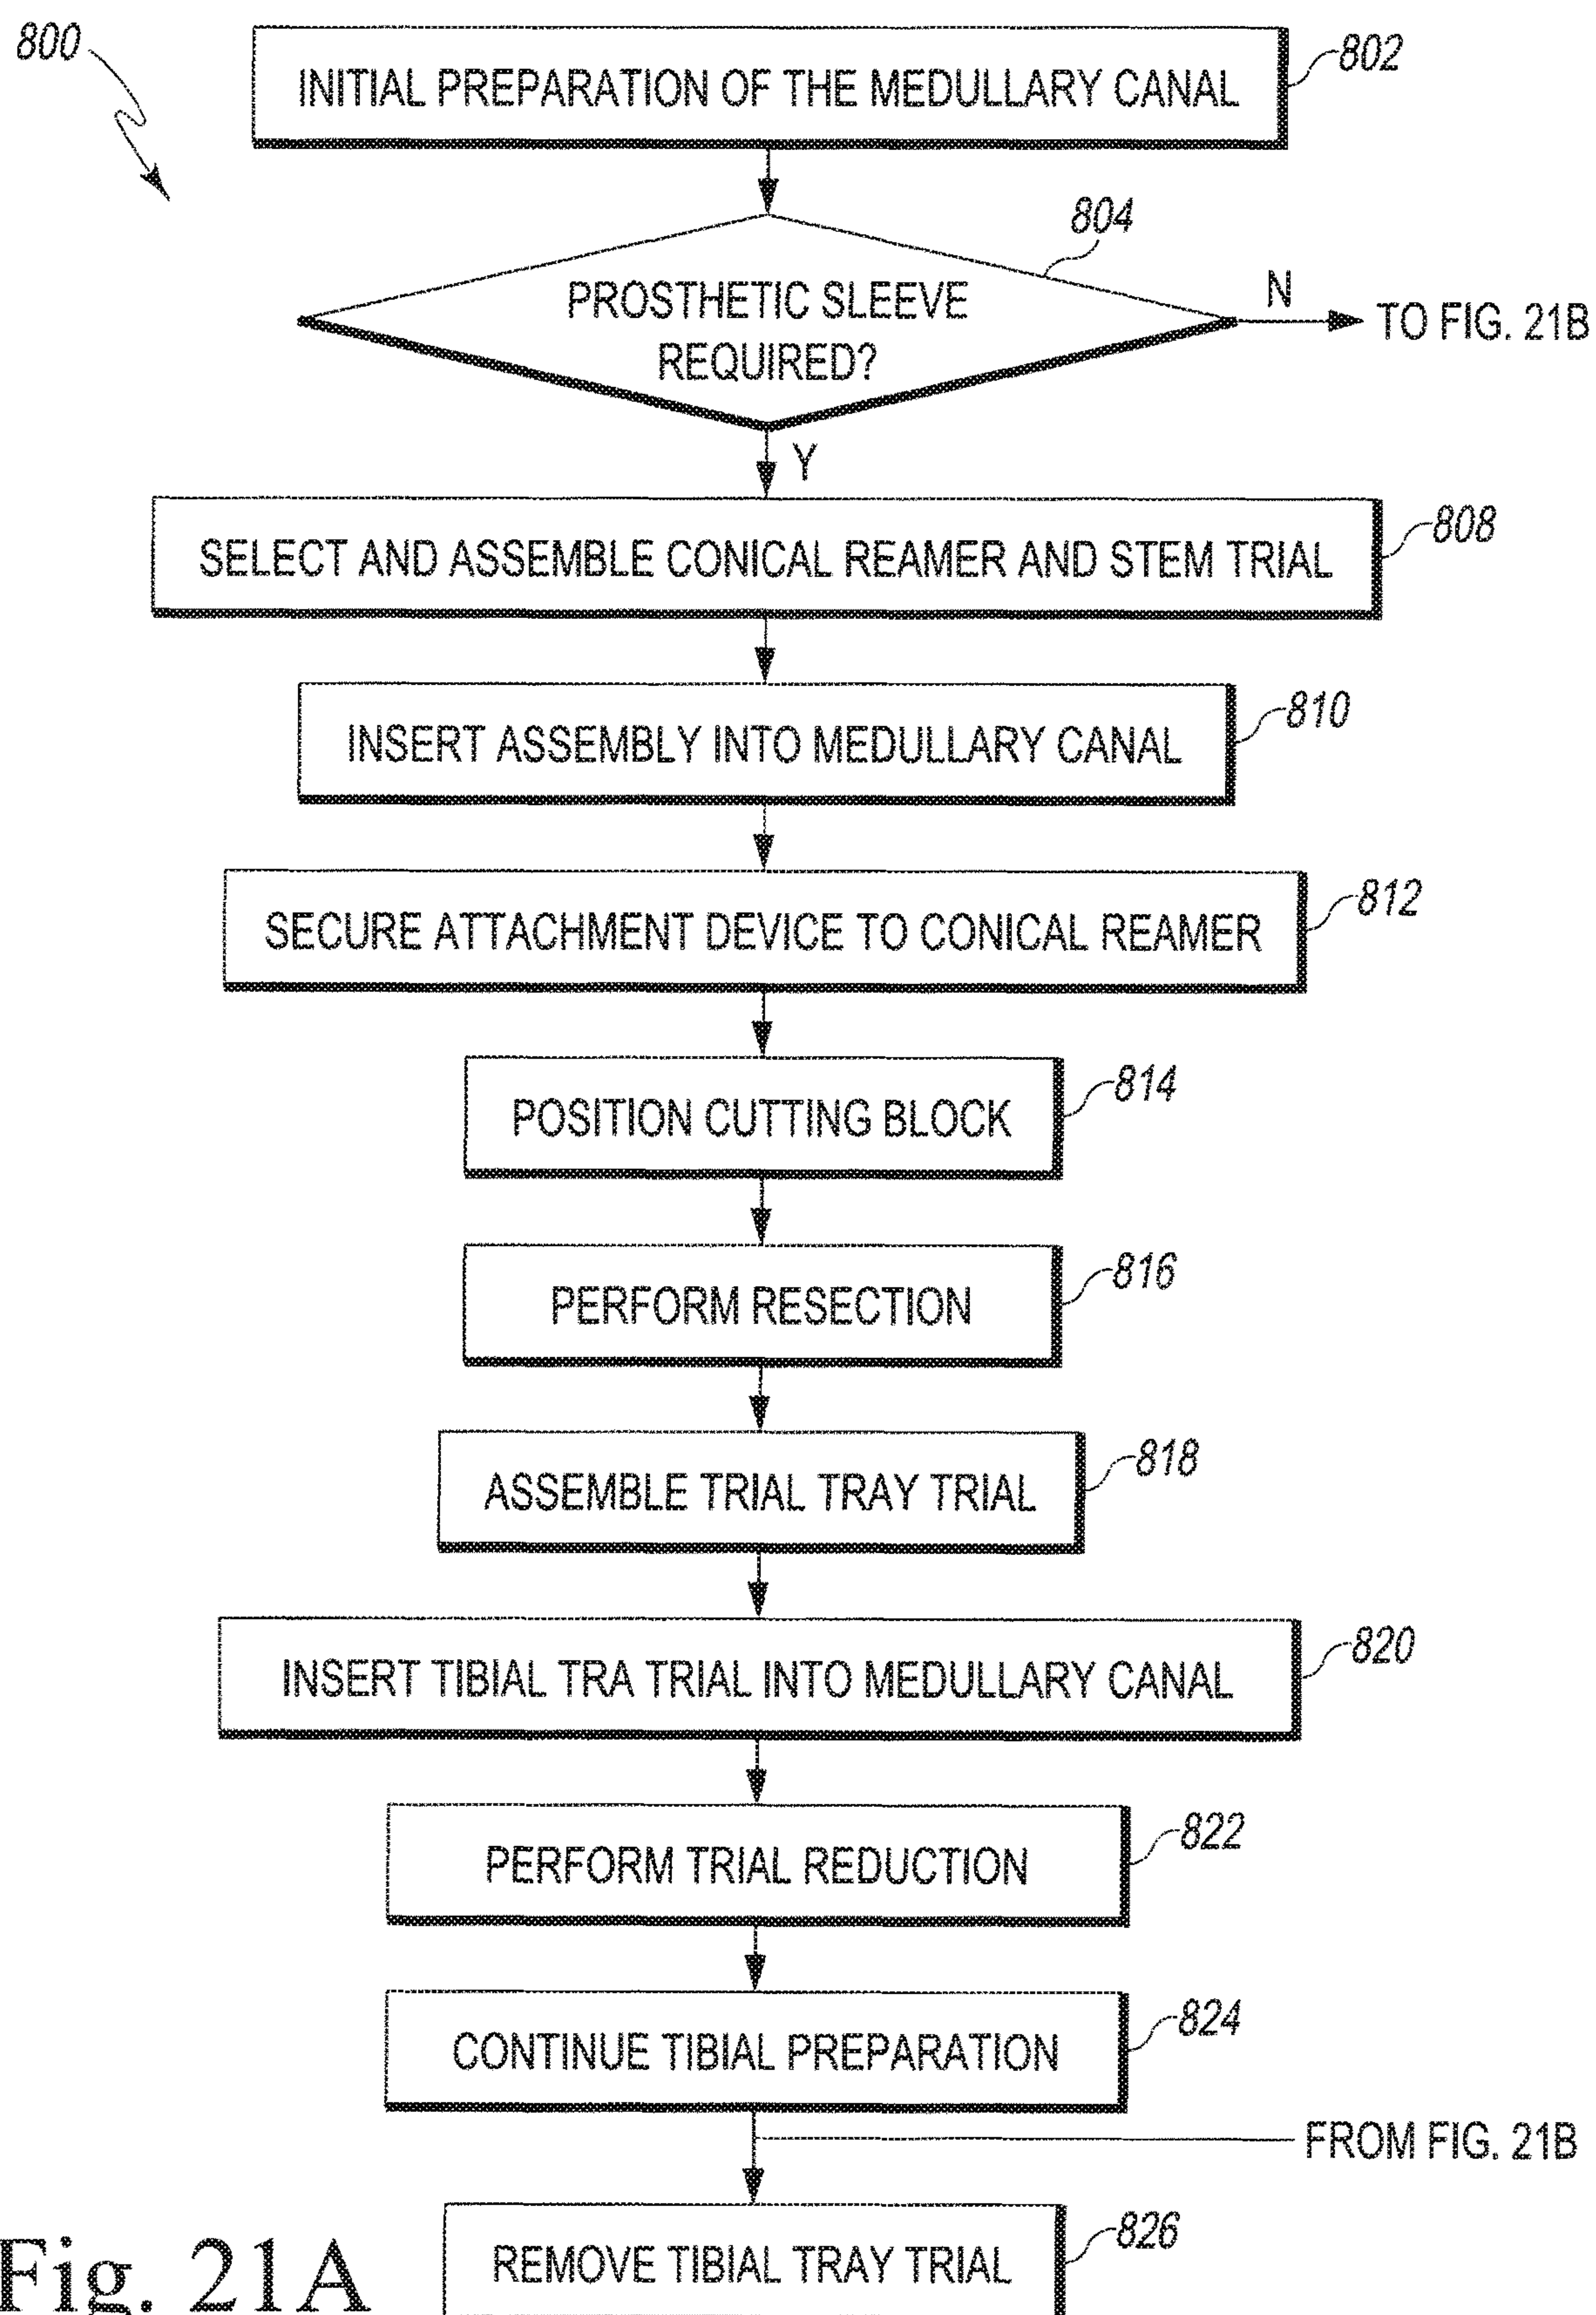 800
INITIAL PREPARATION OF THE MEDULLARY CANAL
802
804
PROSTHETIC SLEEVE
REQUIRED?
N
TO FIG. 21B
Y
SELECT AND ASSEMBLE CONICAL REAMER AND STEM TRIAL
808
INSERT ASSEMBLY INTO MEDULLARY CANAL
810
SECURE ATTACHMENT DEVICE TO CONICAL REAMER
812
POSITION CUTTING BLOCK
814
PERFORM RESECTION
816
ASSEMBLE TRIAL TRAY TRIAL
818
INSERT TIBIAL TRA TRIAL INTO MEDULLARY CANAL
820
PERFORM TRIAL REDUCTION
822
CONTINUE TIBIAL PREPARATION
824
FROM FIG. 21B
REMOVE TIBIAL TRAY TRIAL
826
Fig. 21A